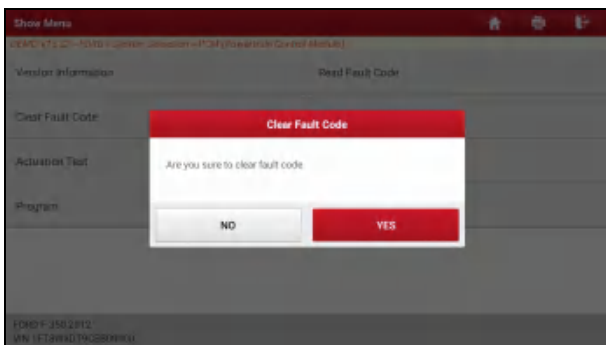 Show Menu
Version Information
Read Fault Code
Clear Fault Code
Clear Fault Code
Actuation Test
Are you sure to clear fault code
Program
NO
YES